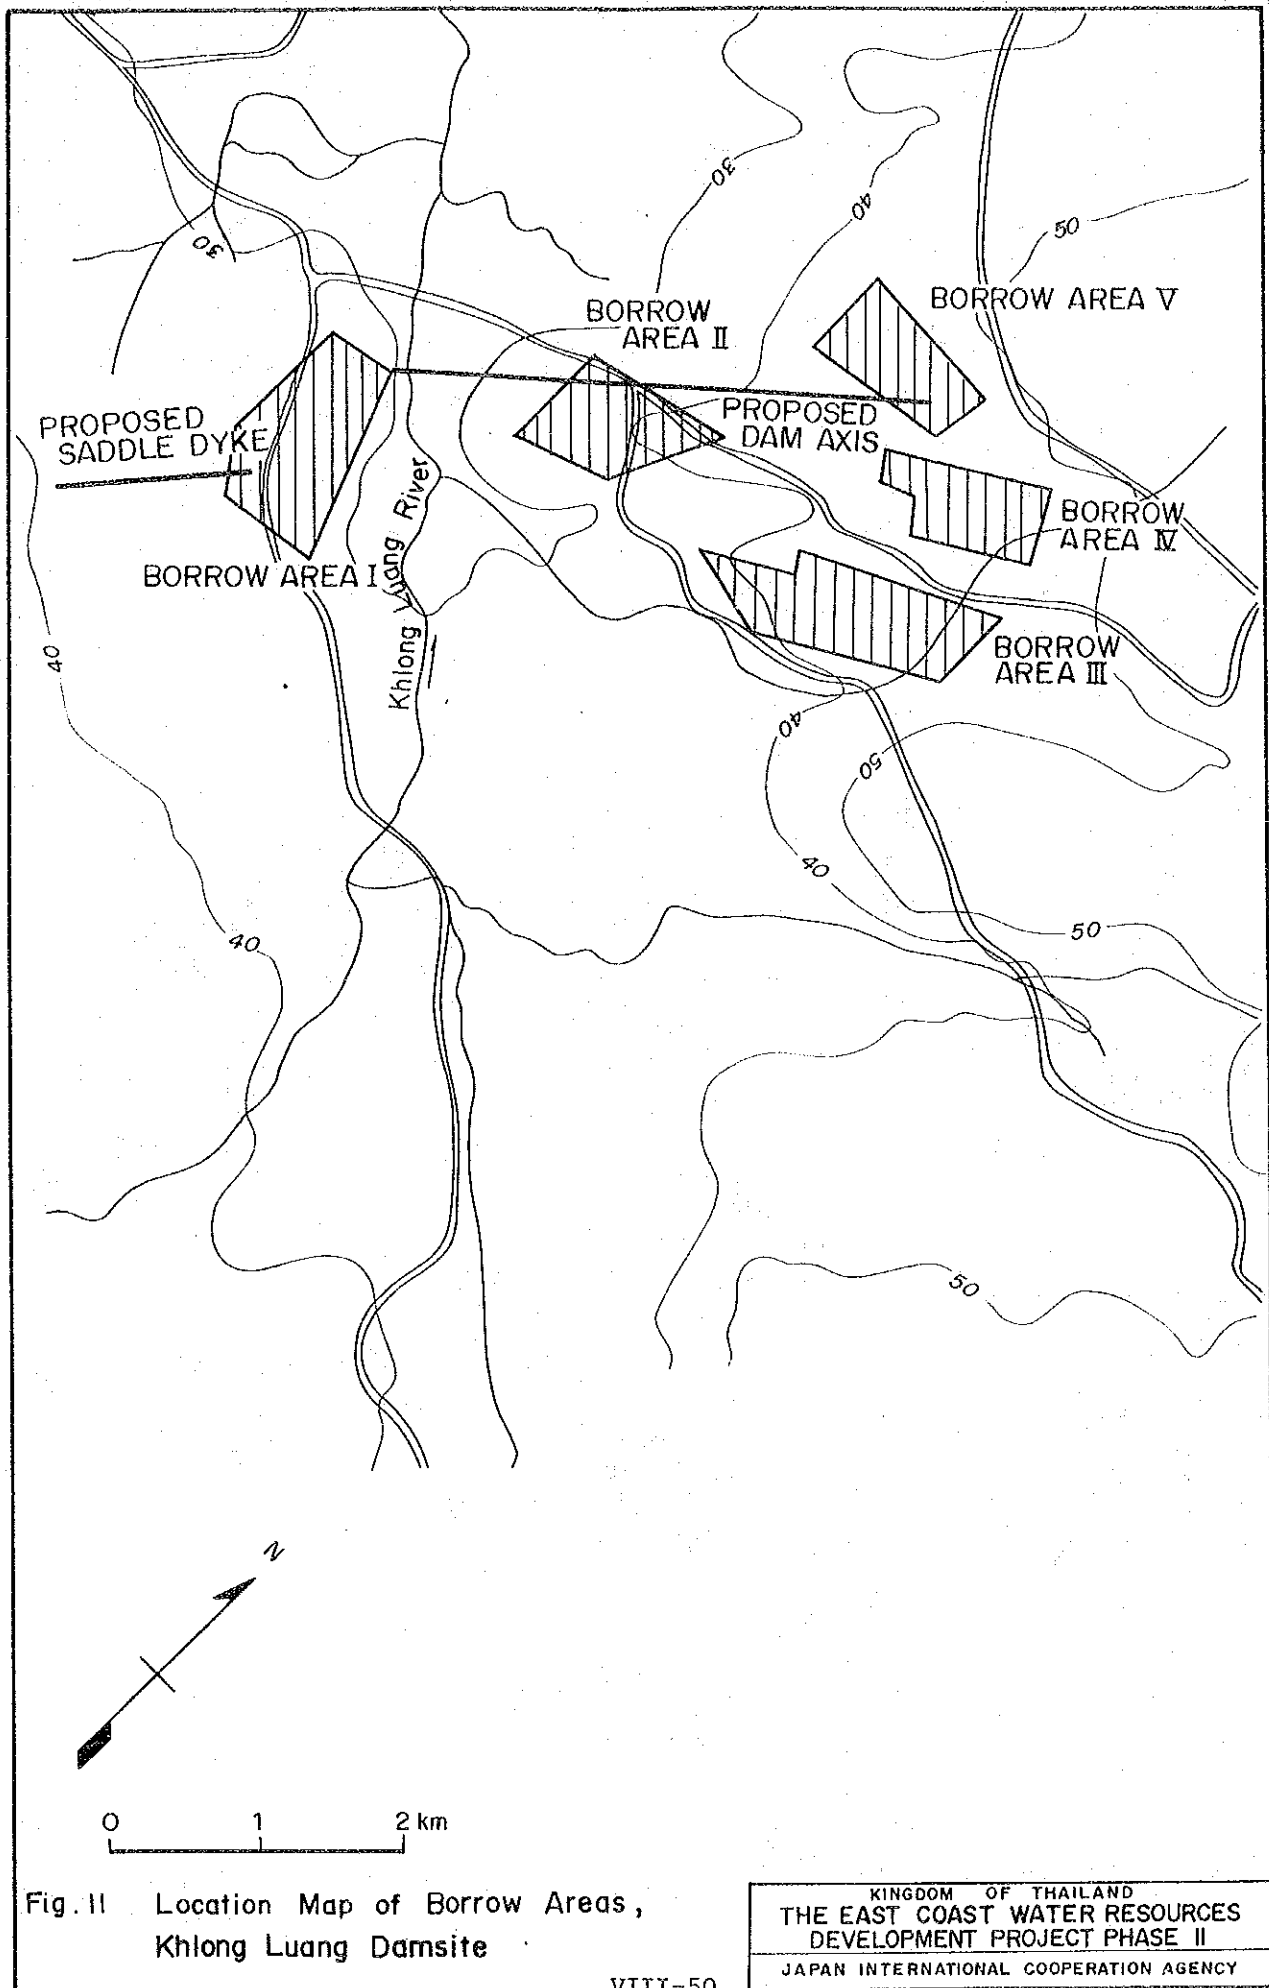 30
40
50
30
BORROW AREA V
BORROW
AREA II
PROPOSED
SADDLE DYKE
PROPOSED
DAM AXIS
Khlong Luang River
BORROW
AREA IV
BORROW AREA I
BORROW
AREA III
40
40
50
40
50
40
50
N
0 1 2 km
Fig. 11 Location Map of Borrow Areas,
Khlong Luang Damsite
KINGDOM OF THAILAND
THE EAST COAST WATER RESOURCES
DEVELOPMENT PROJECT PHASE II
JAPAN INTERNATIONAL COOPERATION AGENCY
VIII-50